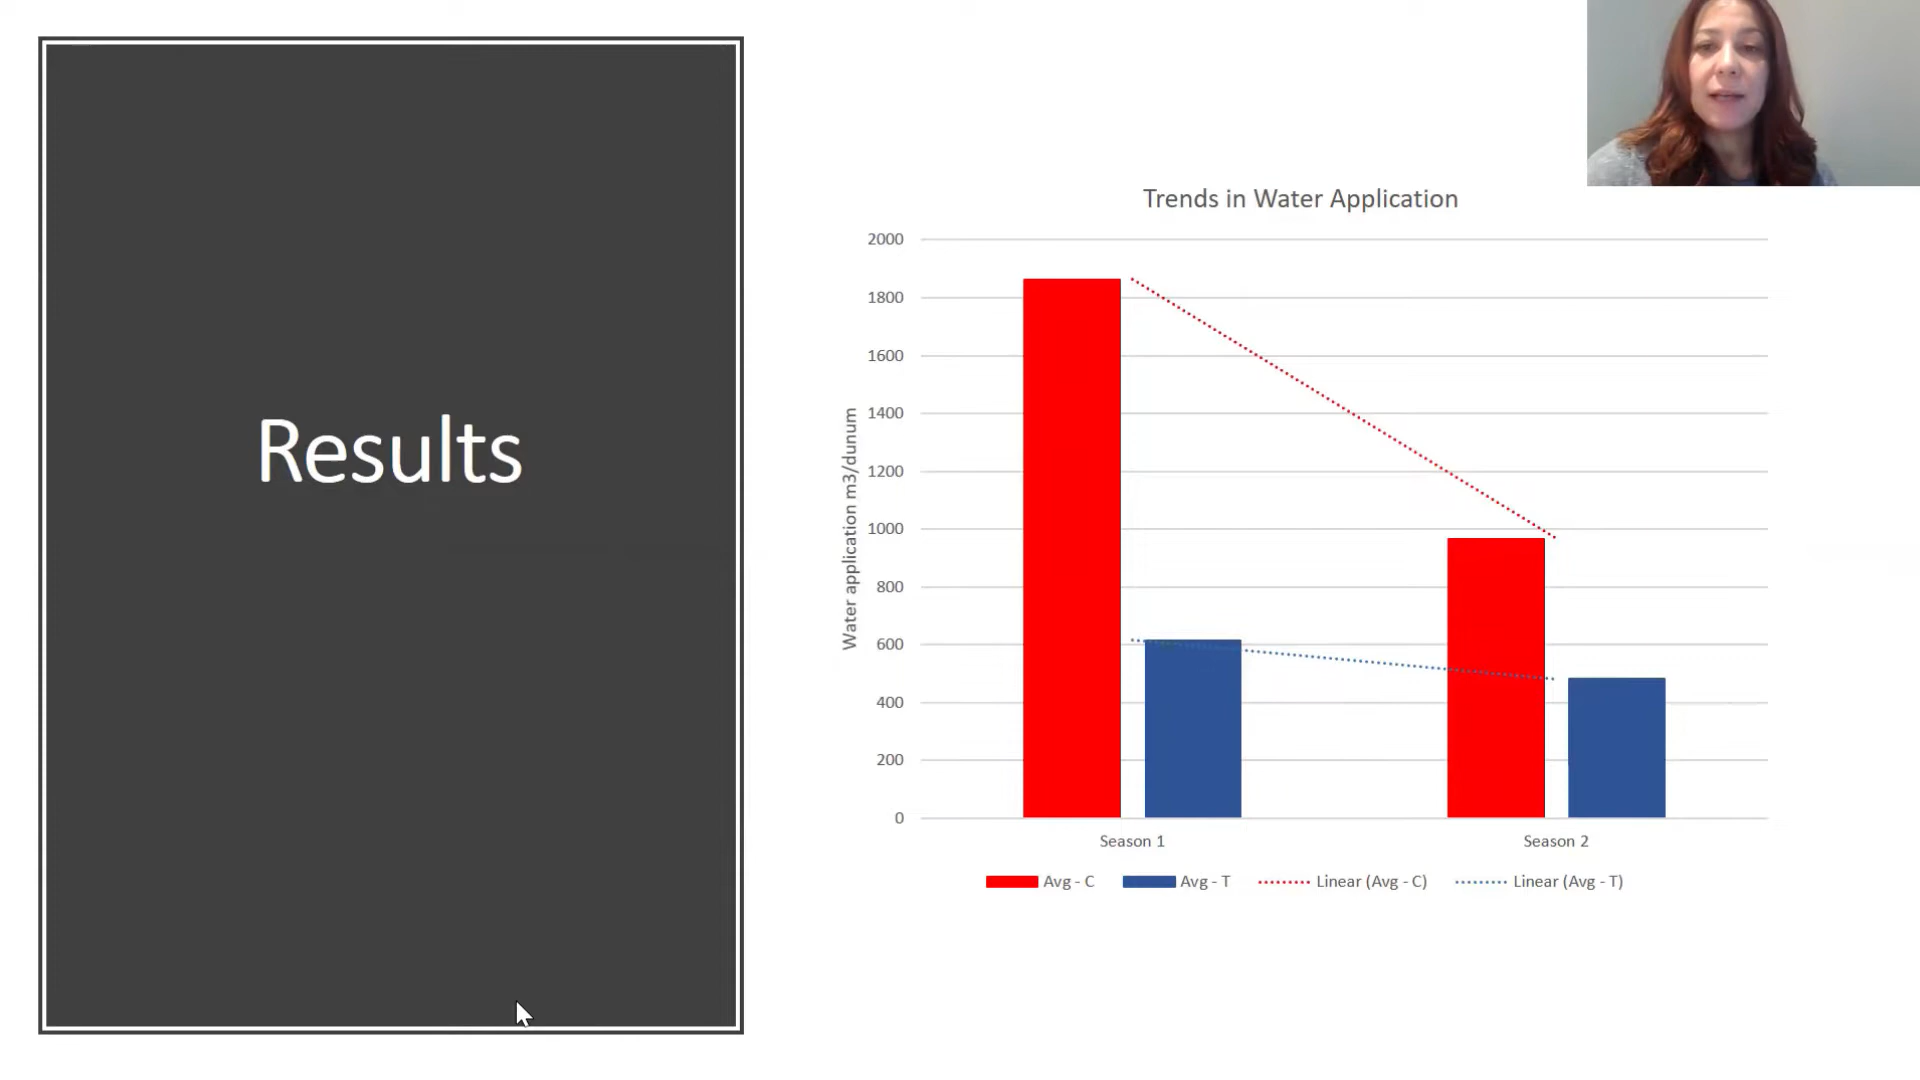 Results
Trends in Water Application
2000
1800
1600
1400
1200
1000
800
600
400
200
0
Water application m3/dunum
Season 1
Season 2
Avg - C
Avg - T
Linear (Avg - C)
Linear (Avg - T)